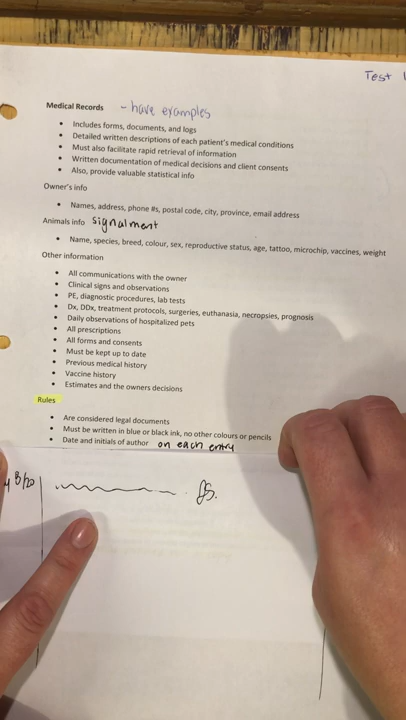 Test
Medical Records - have examples
• Includes forms, documents, and logs
• Detailed written descriptions of each patient's medical conditions
• Must also facilitate rapid retrieval of information
• Written documentation of medical decisions and client consents
• Also, provide valuable statistical info
Owner's info
• Names, address, phone #s, postal code, city, province, email address
Animals info Signalment
• Name, species, breed, colour, sex, reproductive status, age, tattoo, microchip, vaccines, weight
Other information
• All communications with the owner
• Clinical signs and observations
• PE, diagnostic procedures, lab tests
• Dx, DDx, treatment protocols, surgeries, euthanasia, necropsies, prognosis
• Daily observations of hospitalized pets
• All prescriptions
• All forms and consents
• Must be kept up to date
• Previous medical history
• Vaccine history
• Estimates and the owners decisions
Rules
• Are considered legal documents
• Must be written in blue or black ink, no other colours or pencils
• Date and initials of author on each entry